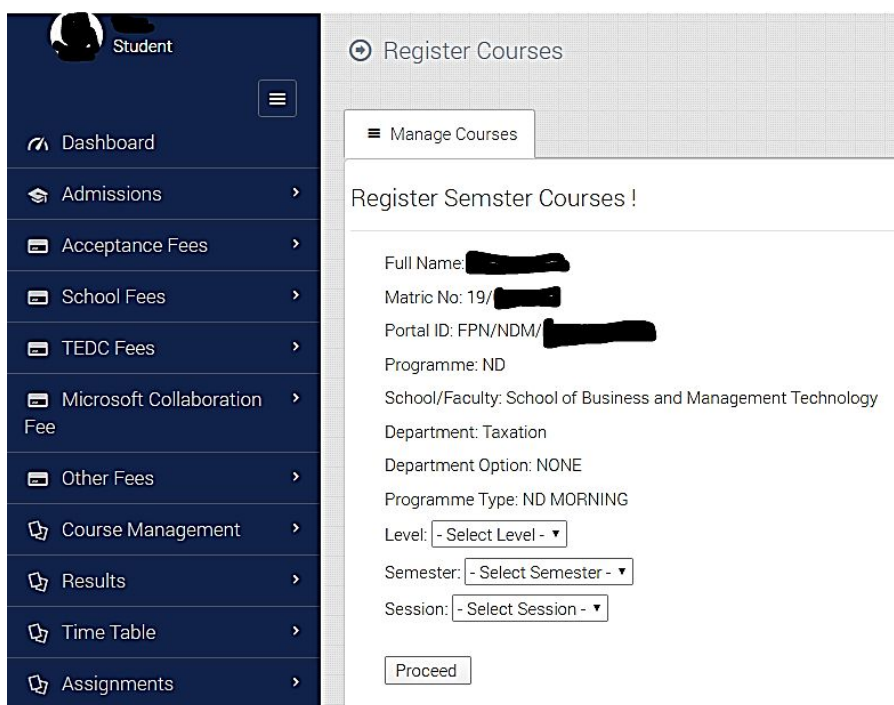 Student
Dashboard
Admissions
Acceptance Fees
School Fees
TEDC Fees
Microsoft Collaboration
Fee
Other Fees
Course Management
Results
Time Table
Assignments
Register Courses
Manage Courses
Register Semster Courses !
Full Name:
Matric No: 19/
Portal ID: FPN/NDM/
Programme: ND
School/Faculty: School of Business and Management Technology
Department: Taxation
Department Option: NONE
Programme Type: ND MORNING
Level: - Select Level -
Semester: - Select Semester -
Session: - Select Session -
Proceed